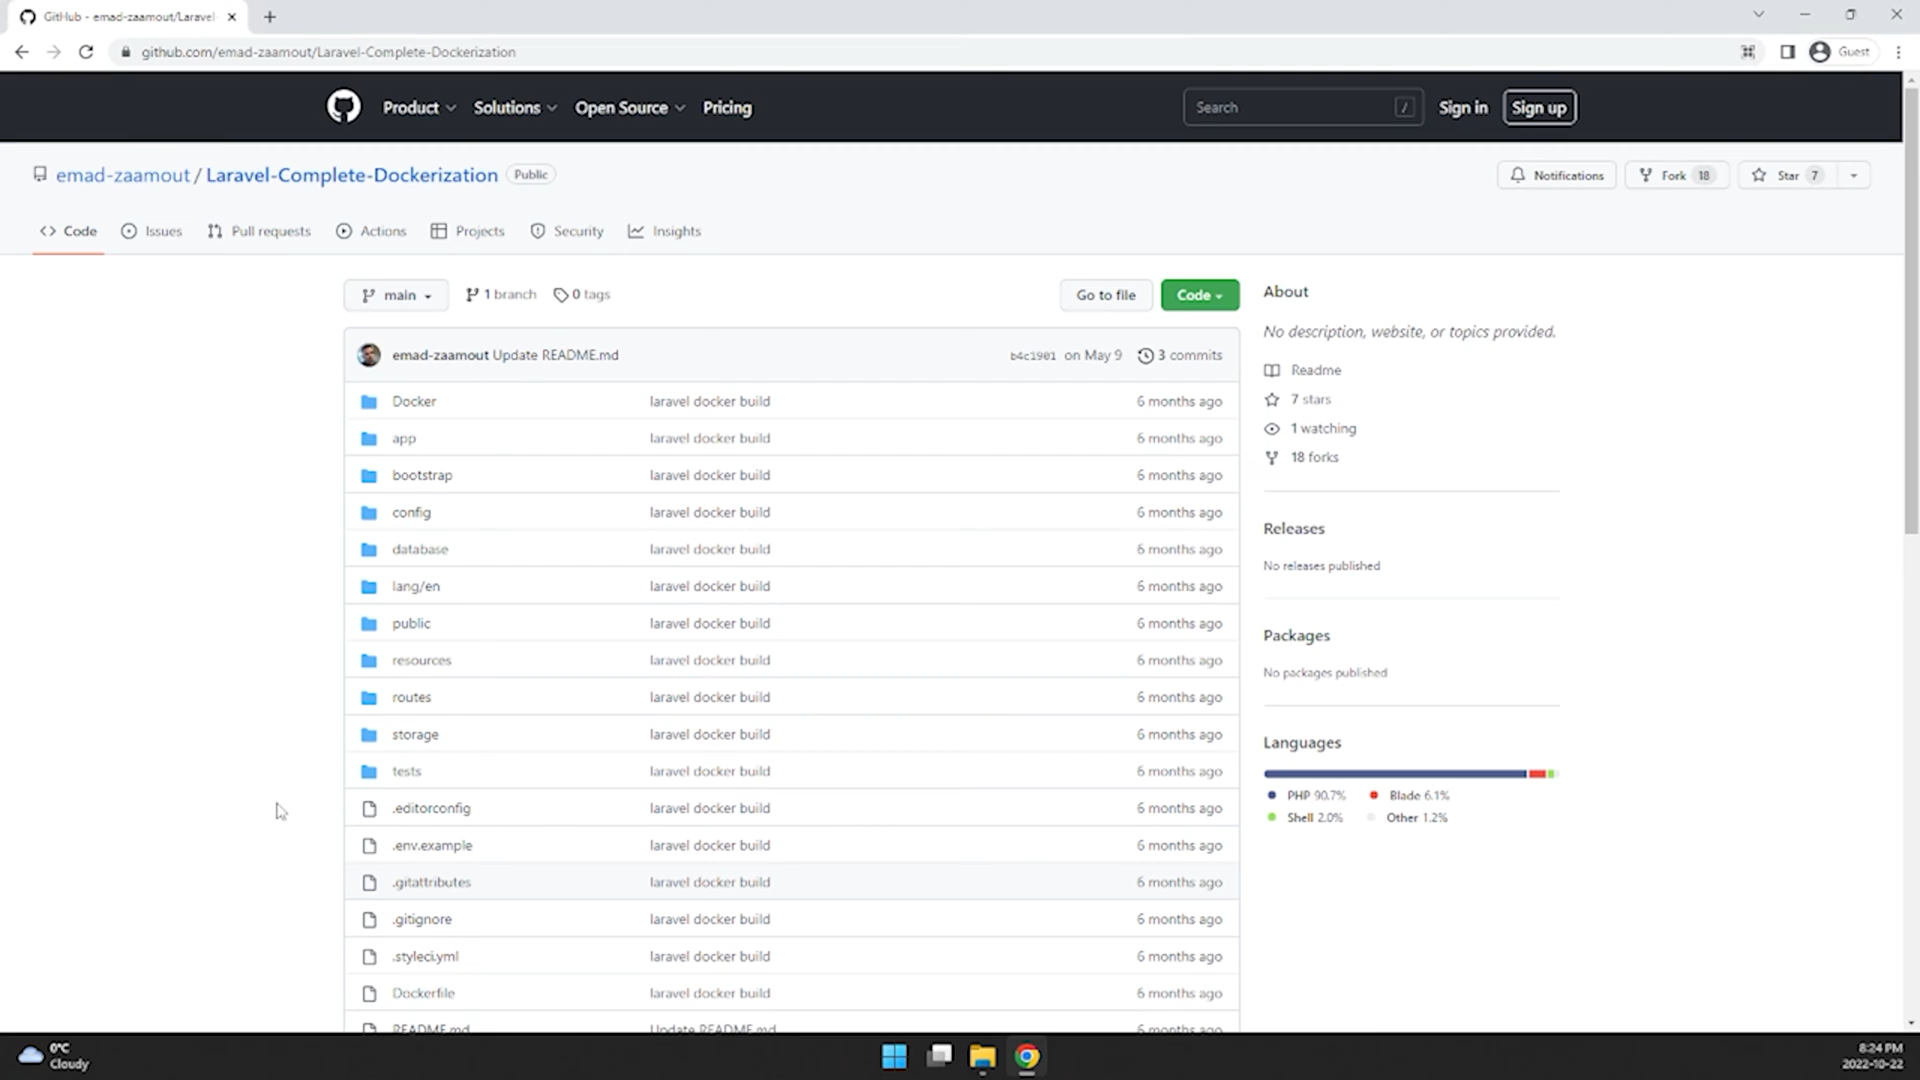 GitHub - emad-zaamout/Laravel-
github.com/emad-zaamout/Laravel-Complete-Dockerization
Guest
Product
Solutions
Open Source
Pricing
Search
/
Sign in
Sign up
emad-zaamout / Laravel-Complete-Dockerization Public
Notifications
Fork 18
Star 7
Code
Issues
Pull requests
Actions
Projects
Security
Insights
main
1 branch
0 tags
Go to file
Code
emad-zaamout Update README.md
b4c1901 on May 9
3 commits
Docker laravel docker build 6 months ago
app laravel docker build 6 months ago
bootstrap laravel docker build 6 months ago
config laravel docker build 6 months ago
database laravel docker build 6 months ago
lang/en laravel docker build 6 months ago
public laravel docker build 6 months ago
resources laravel docker build 6 months ago
routes laravel docker build 6 months ago
storage laravel docker build 6 months ago
tests laravel docker build 6 months ago
.editorconfig laravel docker build 6 months ago
.env.example laravel docker build 6 months ago
.gitattributes laravel docker build 6 months ago
.gitignore laravel docker build 6 months ago
.styleci.yml laravel docker build 6 months ago
Dockerfile laravel docker build 6 months ago
README.md Update README.md 6 months ago
About
No description, website, or topics provided.
Readme
7 stars
1 watching
18 forks
Releases
No releases published
Packages
No packages published
Languages
PHP 90.7%
Blade 6.1%
Shell 2.0%
Other 1.2%
0°C
Cloudy
8:24 PM
2022-10-22